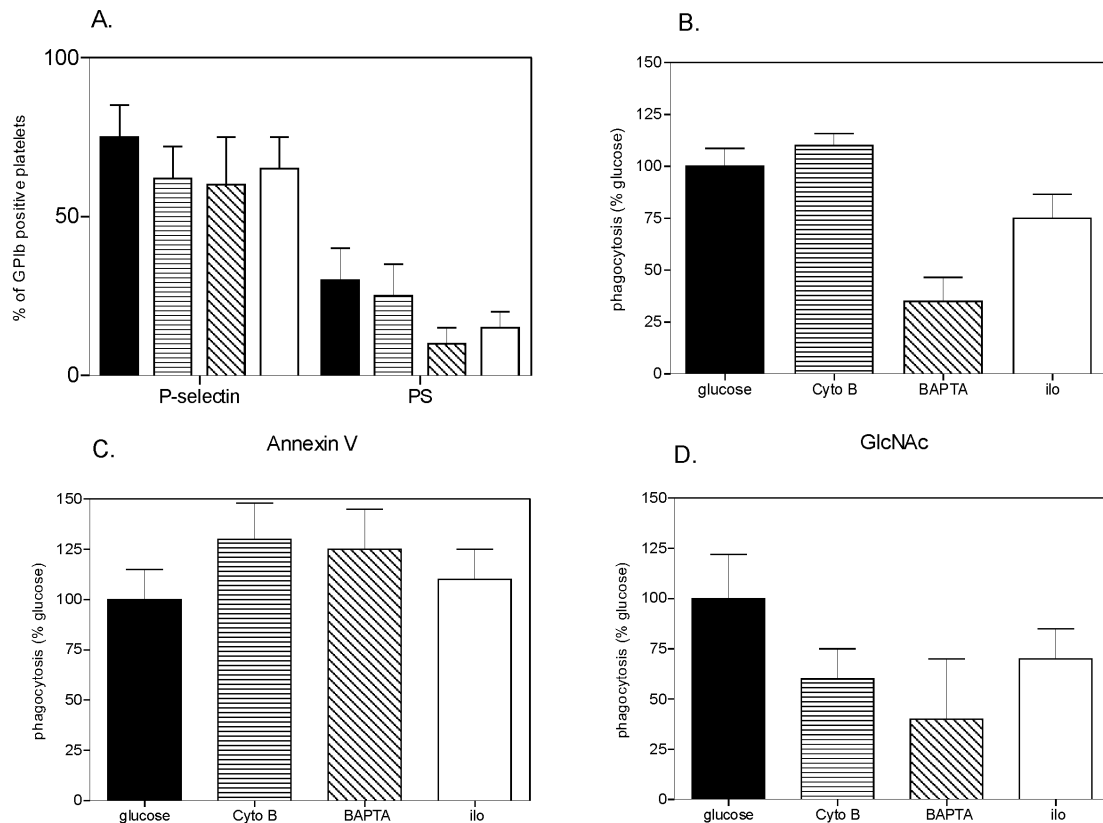 A.
% of GPIb positive platelets
100
50
0
P-selectin
PS
B.
phagocytosis (% glucose)
150
125
100
75
50
25
0
glucose
Cyto B
BAPTA
ilo
C.
Annexin V
phagocytosis (% glucose)
150
125
100
75
50
25
0
glucose
Cyto B
BAPTA
ilo
D.
GlcNAc
phagocytosis (% glucose)
150
125
100
75
50
25
0
glucose
Cyto B
BAPTA
ilo